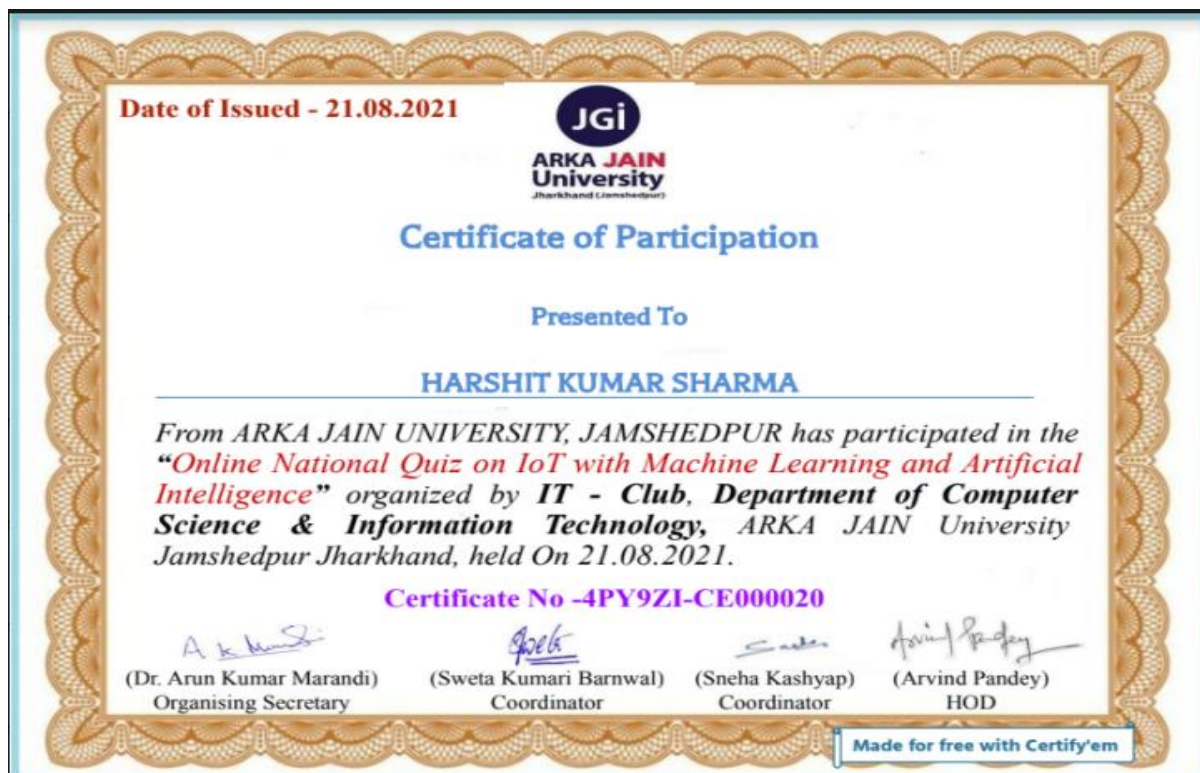 Date of Issued - 21.08.2021
JGi
ARKA JAIN
University
Jharkhand (Jamshedpur)
Certificate of Participation
Presented To
HARSHIT KUMAR SHARMA
From ARKA JAIN UNIVERSITY, JAMSHEDPUR has participated in the
“Online National Quiz on IoT with Machine Learning and Artificial
Intelligence” organized by IT - Club, Department of Computer
Science & Information Technology, ARKA JAIN University
Jamshedpur Jharkhand, held On 21.08.2021.
Certificate No -4PY9ZI-CE000020
Sweta Arvind Pandey
(Dr. Arun Kumar Marandi) (Sweta Kumari Barnwal) (Sneha Kashyap) (Arvind Pandey)
Organising Secretary Coordinator Coordinator HOD
Made for free with Certify'em